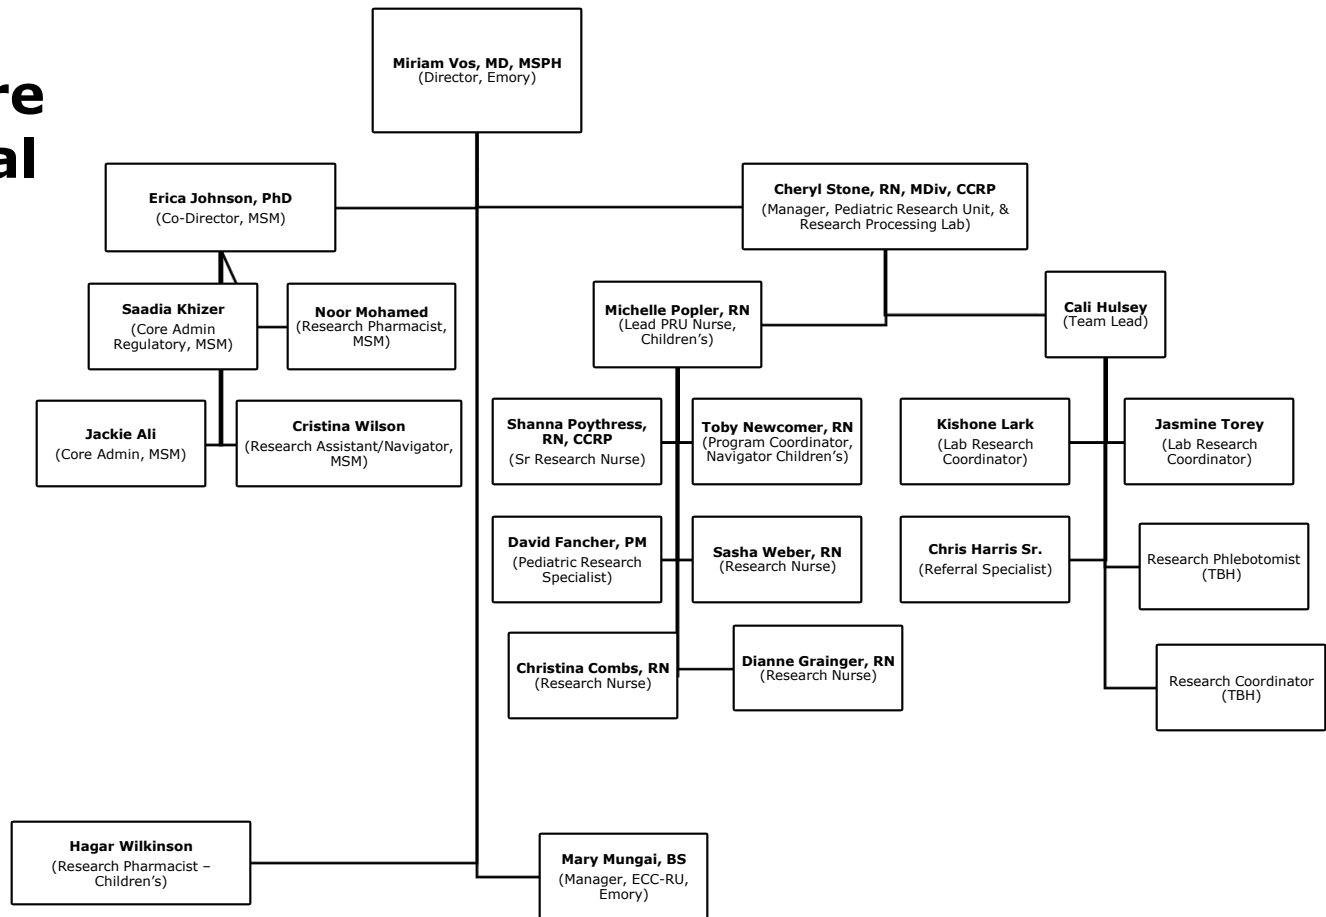 re
al
Miriam Vos, MD, MSPH
(Director, Emory)
Erica Johnson, PhD
(Co-Director, MSM)
Cheryl Stone, RN, MDiv, CCRP
(Manager, Pediatric Research Unit, &
Research Processing Lab)
Saadia Khizer
(Core Admin
Regulatory, MSM)
Noor Mohamed
(Research Pharmacist,
MSM)
Michelle Popler, RN
(Lead PRU Nurse,
Children's)
Cali Hulsey
(Team Lead)
Jackie Ali
(Core Admin, MSM)
Cristina Wilson
(Research Assistant/Navigator,
MSM)
Shanna Poythress,
RN, CCRP
(Sr Research Nurse)
Toby Newcomer, RN
(Program Coordinator,
Navigator Children's)
Kishone Lark
(Lab Research
Coordinator)
Jasmine Torey
(Lab Research
Coordinator)
David Fancher, PM
(Pediatric Research
Specialist)
Sasha Weber, RN
(Research Nurse)
Chris Harris Sr.
(Referral Specialist)
Research Phlebotomist
(TBH)
Christina Combs, RN
(Research Nurse)
Dianne Grainger, RN
(Research Nurse)
Research Coordinator
(TBH)
Hagar Wilkinson
(Research Pharmacist –
Children's)
Mary Mungai, BS
(Manager, ECC-RU,
Emory)